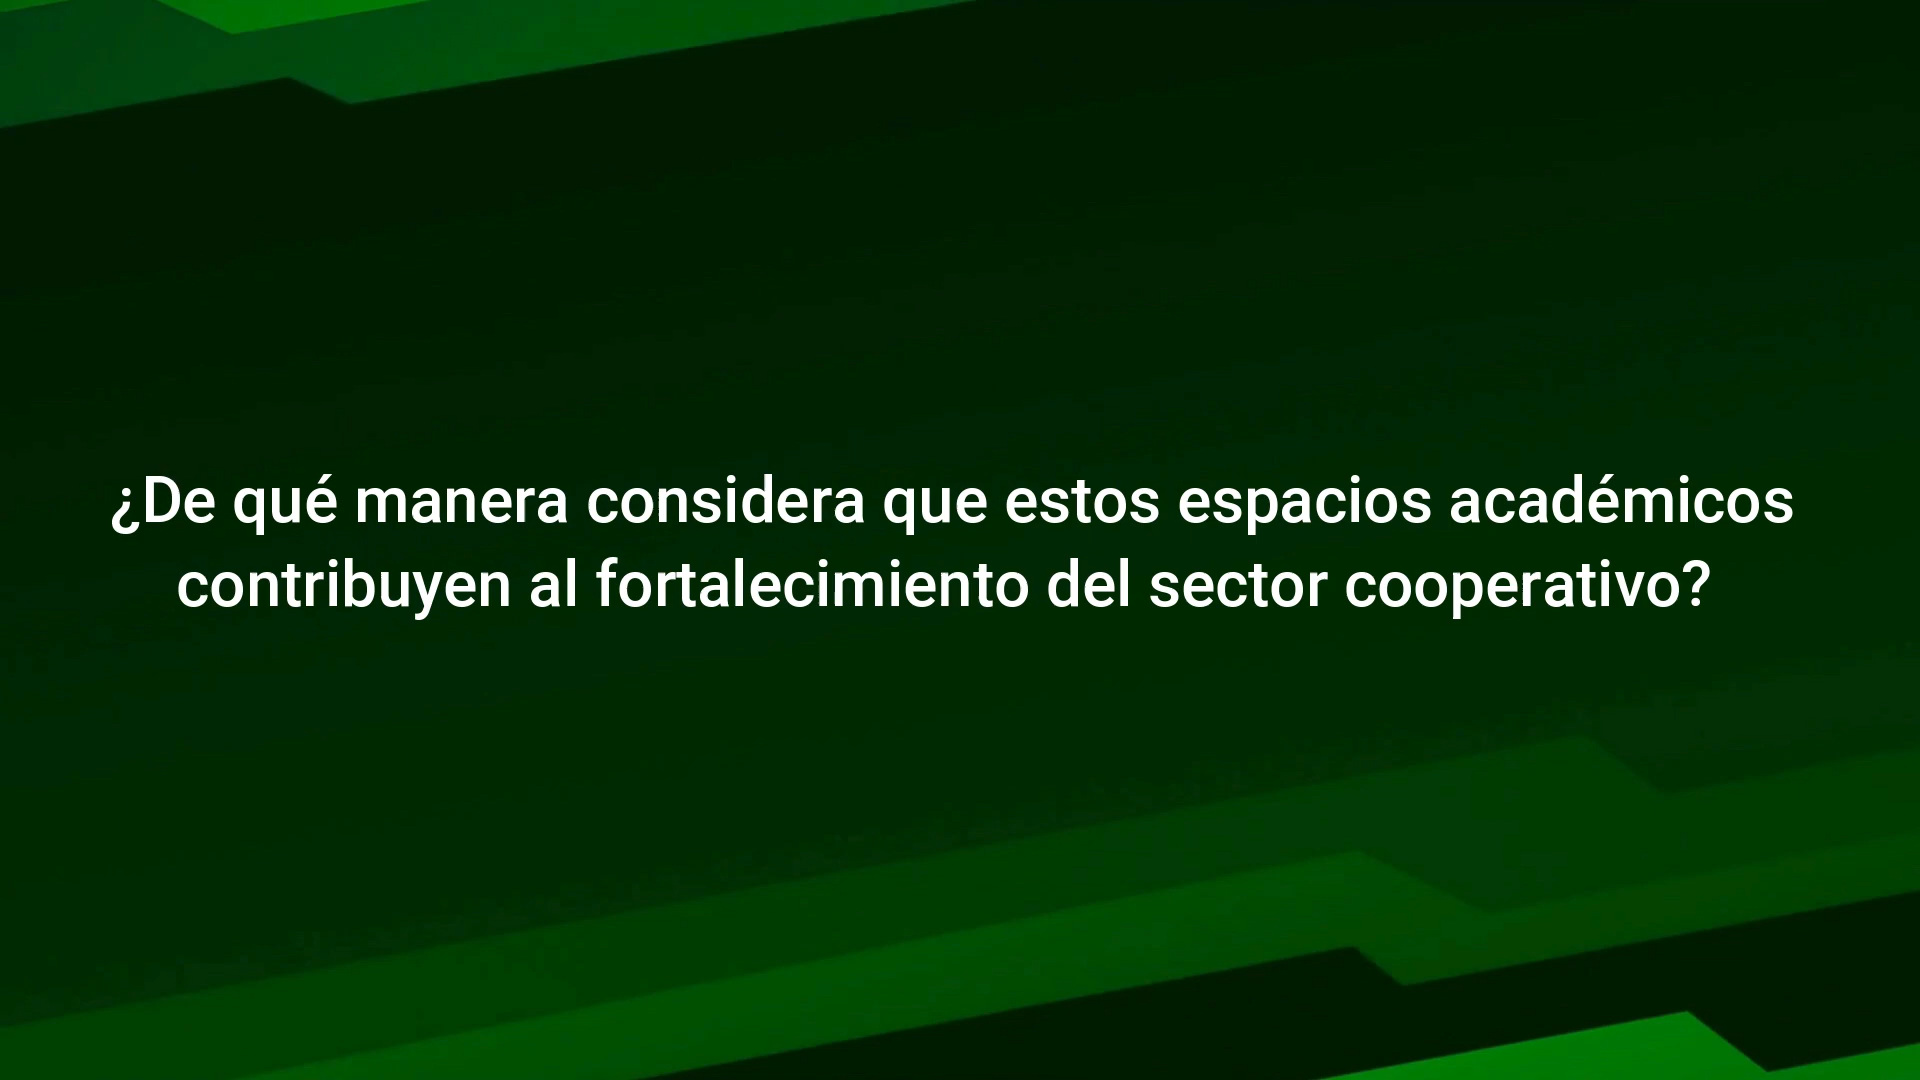 ¿De qué manera considera que estos espacios académicos
contribuyen al fortalecimiento del sector cooperativo?